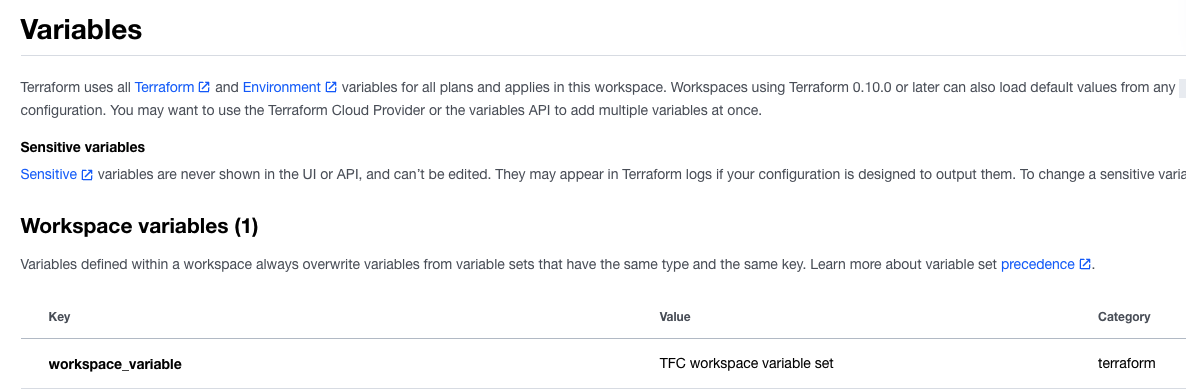 Variables
Terraform uses all Terraform and Environment variables for all plans and applies in this workspace. Workspaces using Terraform 0.10.0 or later can also load default values from any
configuration. You may want to use the Terraform Cloud Provider or the variables API to add multiple variables at once.
Sensitive variables
Sensitive variables are never shown in the UI or API, and can’t be edited. They may appear in Terraform logs if your configuration is designed to output them. To change a sensitive
Workspace variables (1)
Variables defined within a workspace always overwrite variables from variable sets that have the same type and the same key. Learn more about variable set precedence.
Key Value Category
workspace_variable TFC workspace variable set terraform